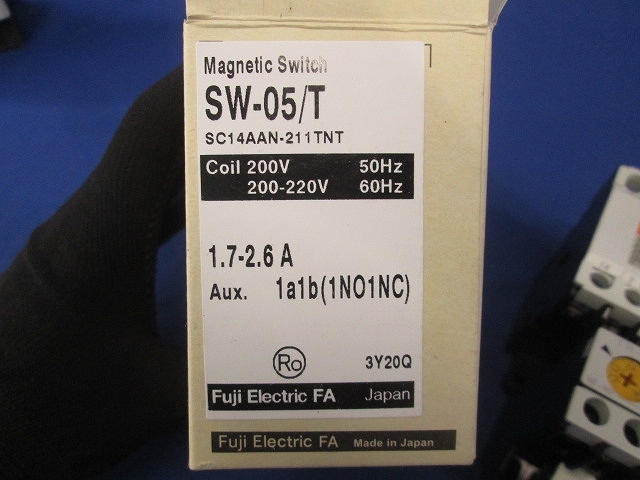 Magnetic Switch
SW-05/T
SC14AAN-211TNT
Coil 200V 50Hz
200-220V 60Hz
1.7-2.6 A
Aux. 1a1b(1NO1NC)
Ro 3Y20Q
Fuji Electric FA Japan
Fuji Electric FA Made in Japan